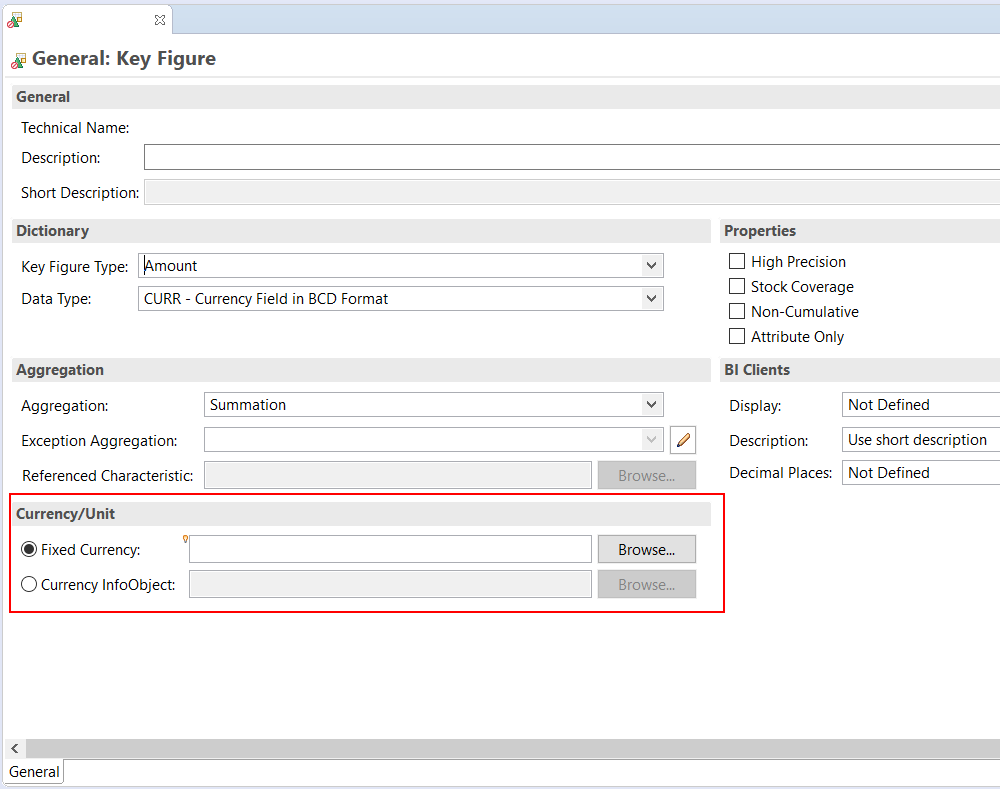 General: Key Figure
General
Technical Name:
Description:
Short Description:
Dictionary
Key Figure Type: Amount
Data Type: CURR - Currency Field in BCD Format
Properties
High Precision
Stock Coverage
Non-Cumulative
Attribute Only
Aggregation
Aggregation: Summation
Exception Aggregation:
Referenced Characteristic: Browse...
BI Clients
Display: Not Defined
Description: Use short description
Decimal Places: Not Defined
Currency/Unit
Fixed Currency: Browse...
Currency InfoObject: Browse...
General